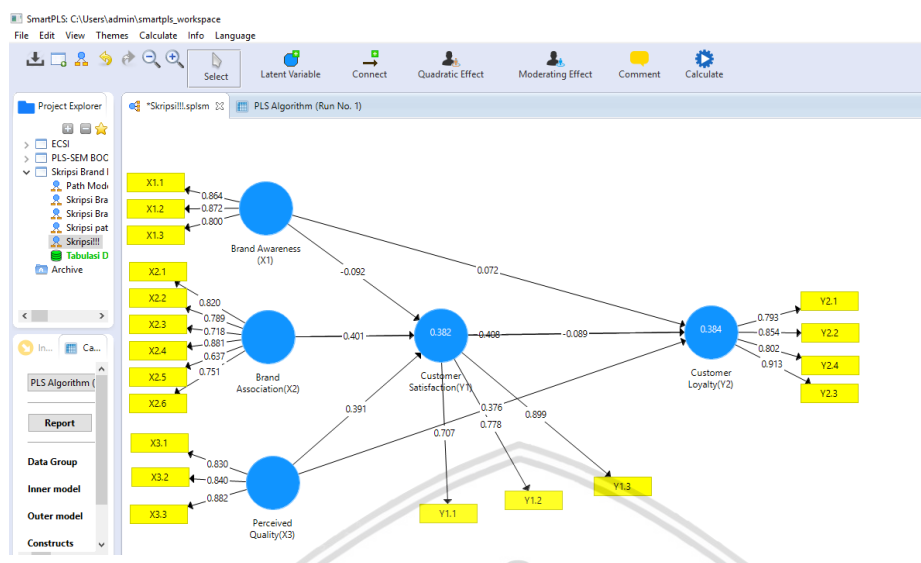 SmartPLS: C:\Users\admin\smartpls_workspace
File Edit View Themes Calculate Info Language
Select
Latent Variable
Connect
Quadratic Effect
Moderating Effect
Comment
Calculate
Project Explorer
*Skripsi!!!.splsm
PLS Algorithm (Run No. 1)
ECSI
PLS-SEM BOO
Skripsi Brand I
Path Mod
Skripsi Bra
Skripsi Bra
Skripsi pat
Skripsi!!!
Tabulasi D
Archive
In...
Ca...
PLS Algorithm (
Report
Data Group
Inner model
Outer model
Constructs
X1.1
0.864
X1.2
0.872
X1.3
0.800
Brand Awareness
(X1)
-0.092
0.072
X2.1
0.820
X2.2
0.789
X2.3
0.718
X2.4
0.881
X2.5
0.637
X2.6
0.751
Brand
Association(X2)
0.401
0.382
Customer
Satisfaction(Y1)
0.408
-0.089
0.384
Customer
Loyalty(Y2)
0.793
Y2.1
0.854
Y2.2
0.802
Y2.4
0.913
Y2.3
0.391
0.376
X3.1
0.830
X3.2
0.840
X3.3
0.882
Perceived
Quality(X3)
0.707
0.778
0.899
Y1.1
Y1.2
Y1.3